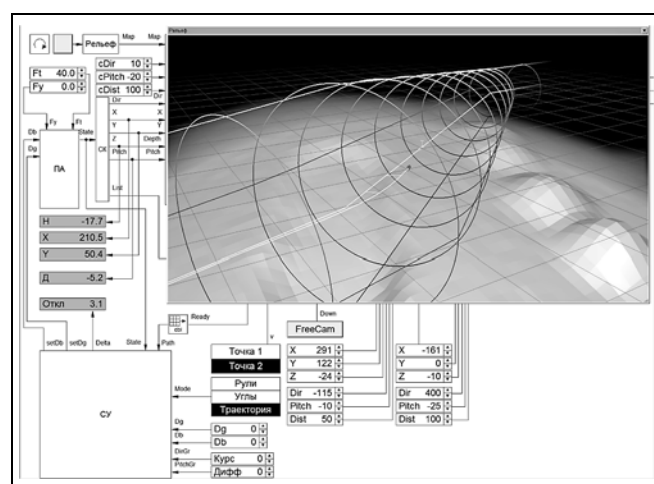 Рельеф
Рельеф
Map
Map
Ft 40.0
Fy 0.0
cDir 10
cPitch -20
cDist 100
Dir
Dir
X
X
Y
Y
Z
Depth
Pitch
Pitch
Fy
Ft
State
Db
Dg
ПА
СК
List
H -17.7
X 210.5
Y 50.4
Д -5.2
Откл 3.1
setDb
setDg
Delta
State
Path
Ready
Y
Down
FreeCam
СУ
Mode
Точка 1
Точка 2
Рули
Углы
Траектория
X 291
Y 122
Z -24
Dir -115
Pitch -10
Dist 50
X -161
Y 0
Z -10
Dir 400
Pitch -25
Dist 100
Dg
Db
Dg 0
Db 0
DirGr
PitchGr
Курс 0
Дифф 0